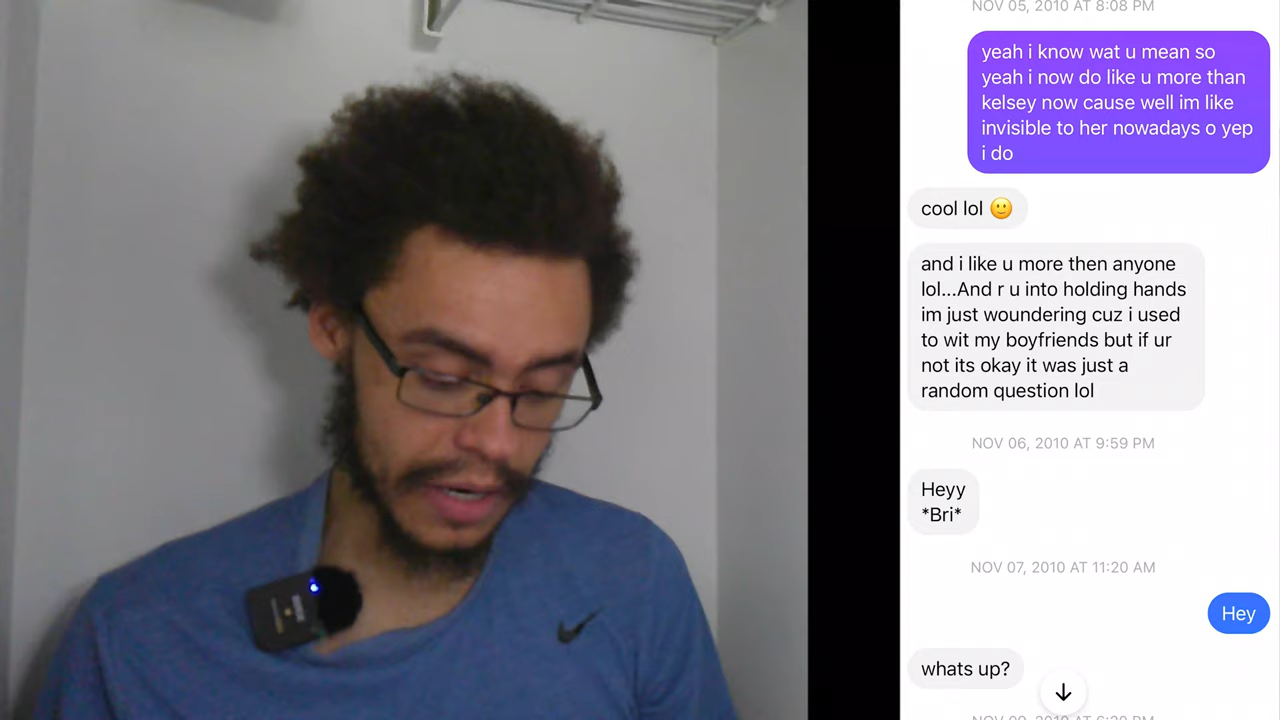 NOV 05, 2010 AT 8:08 PM
yeah i know wat u mean so
yeah i now do like u more than
kelsey now cause well im like
invisible to her nowadays o yep
i do
cool lol 🙂
and i like u more then anyone
lol...And r u into holding hands
im just woundering cuz i used
to wit my boyfriends but if ur
not its okay it was just a
random question lol
NOV 06, 2010 AT 9:59 PM
Heyy
*Bri*
NOV 07, 2010 AT 11:20 AM
Hey
whats up?